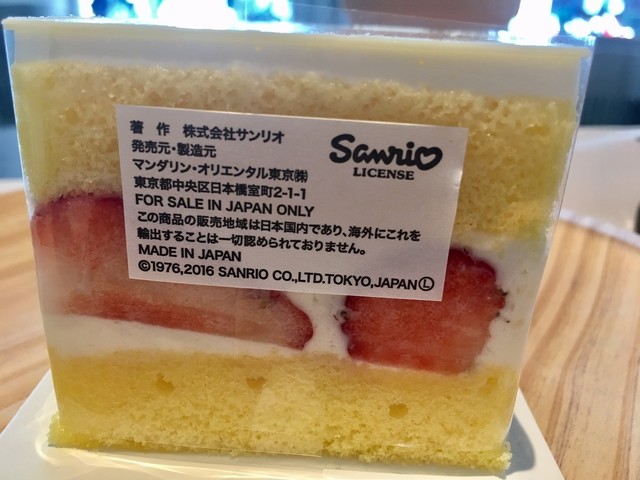 著　作　株式会社サンリオ
発売元・製造元
マンダリン・オリエンタル東京㈱
東京都中央区日本橋室町2-1-1
FOR SALE IN JAPAN ONLY
この商品の販売地域は日本国内であり、海外にこれを
輸出することは一切認められておりません。
MADE IN JAPAN
©1976,2016 SANRIO CO.,LTD.TOKYO,JAPANⓁ
Sanrio
LICENSE